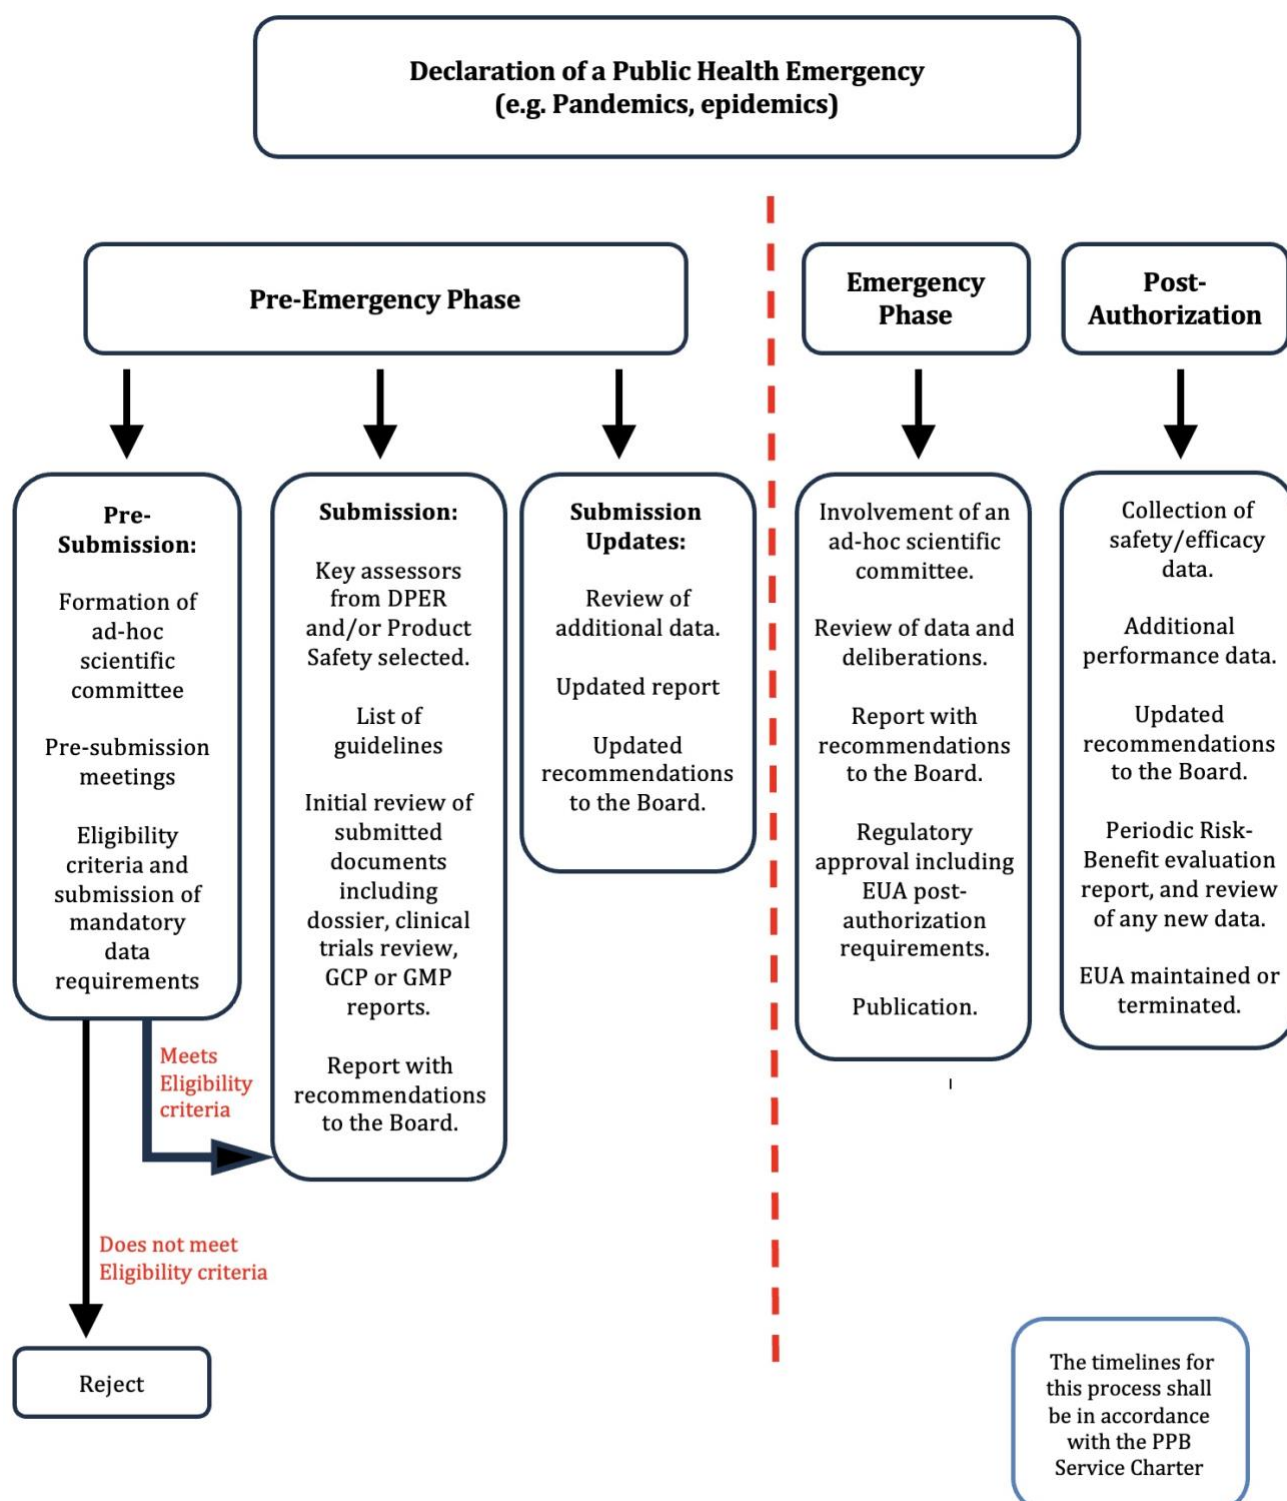 Declaration of a Public Health Emergency
(e.g. Pandemics, epidemics)
Pre-Emergency Phase
Emergency
Phase
Post-
Authorization
Pre-
Submission:
Formation of
ad-hoc
scientific
committee
Pre-submission
meetings
Eligibility
criteria and
submission of
mandatory
data
requirements
Submission:
Key assessors
from DPER
and/or Product
Safety selected.
List of
guidelines
Initial review of
submitted
documents
including
dossier, clinical
trials review,
GCP or GMP
reports.
Report with
recommendations
to the Board.
Submission
Updates:
Review of
additional data.
Updated report
Updated
recommendations
to the Board.
Involvement of an
ad-hoc scientific
committee.
Review of data and
deliberations.
Report with
recommendations
to the Board.
Regulatory
approval including
EUA post-
authorization
requirements.
Publication.
Collection of
safety/efficacy
data.
Additional
performance data.
Updated
recommendations
to the Board.
Periodic Risk-
Benefit evaluation
report, and review
of any new data.
EUA maintained or
terminated.
Meets
Eligibility
criteria
Does not meet
Eligibility criteria
Reject
The timelines for
this process shall
be in accordance
with the PPB
Service Charter